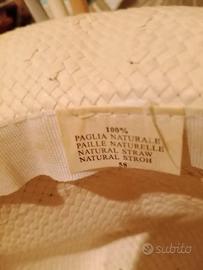 100%
PAGLIA NATURALE
PAILLE NATURELLE
NATURAL STRAW
NATURAL STROH
58
subito